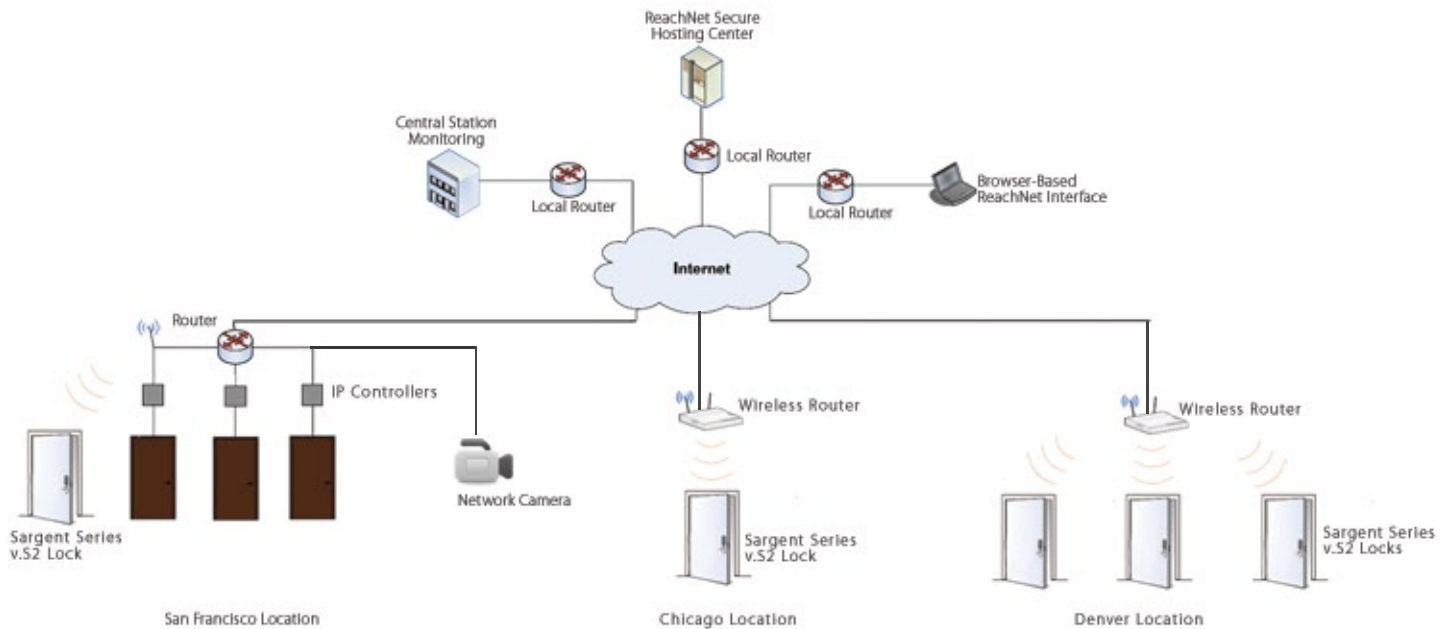 ReachNet Secure
Hosting Center
Central Station
Monitoring
Local Router
Local Router
Local Router
Browser-Based
ReachNet Interface
Internet
Router
IP Controllers
Wireless Router
Wireless Router
Network Camera
Sargent Series
v.S2 Lock
Sargent Series
v.S2 Lock
Sargent Series
v.S2 Locks
San Francisco Location
Chicago Location
Denver Location